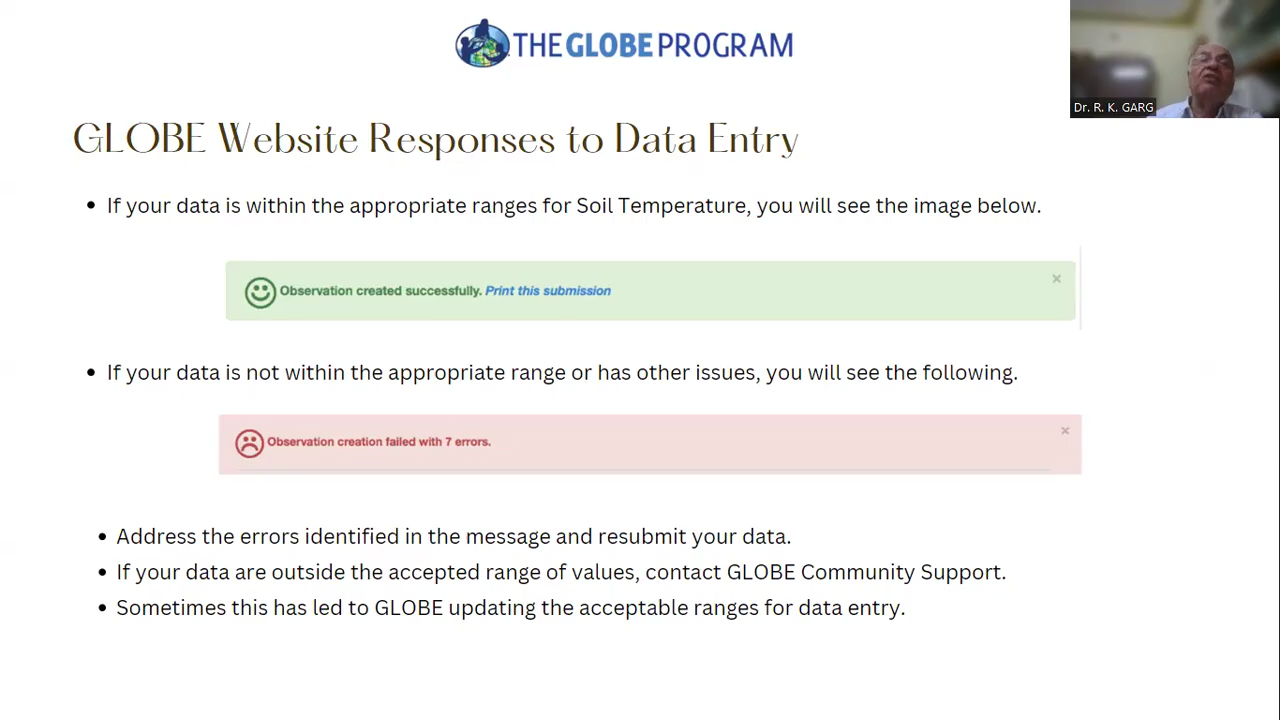 THE GLOBE PROGRAM
Dr. R. K. GARG
GLOBE Website Responses to Data Entry
• If your data is within the appropriate ranges for Soil Temperature, you will see the image below.
Observation created successfully. Print this submission ×
• If your data is not within the appropriate range or has other issues, you will see the following.
Observation creation failed with 7 errors. ×
• Address the errors identified in the message and resubmit your data.
• If your data are outside the accepted range of values, contact GLOBE Community Support.
• Sometimes this has led to GLOBE updating the acceptable ranges for data entry.